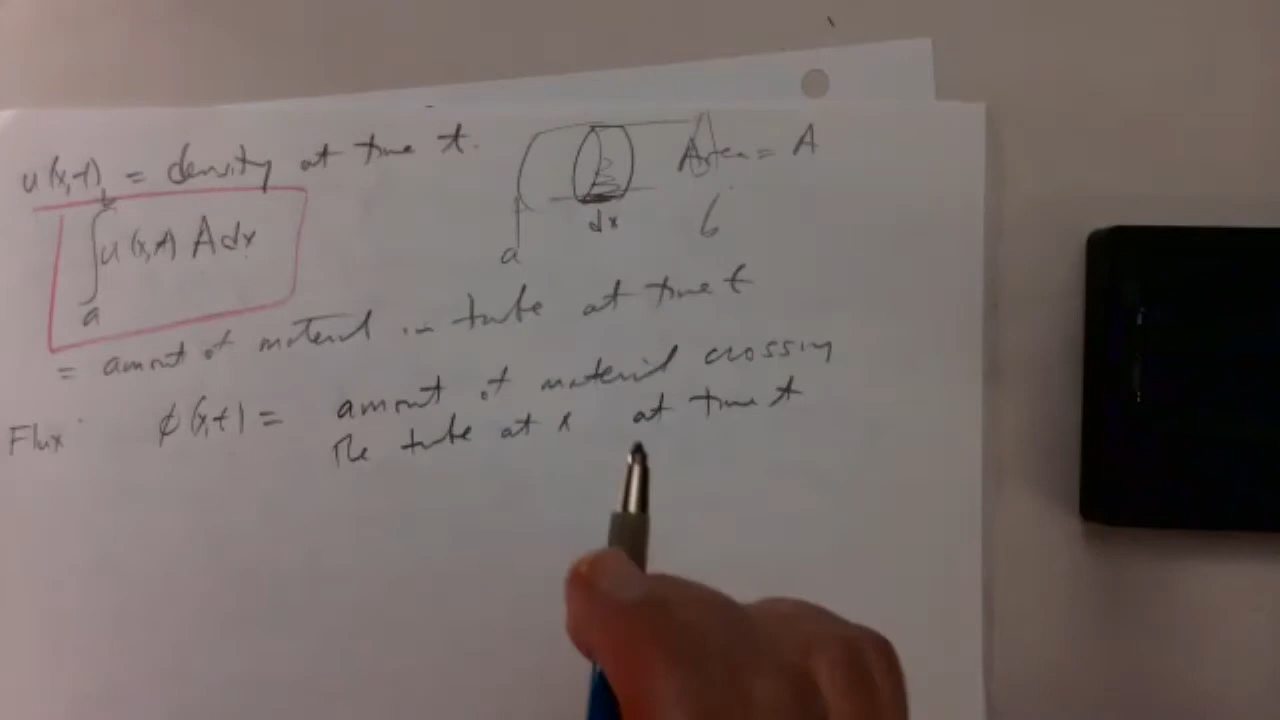 u(x,t) = density at time t.
Area = A
b
∫ u(x,t) A dx
a
dx
a
b
= amount of material in tube at time t
Flux: φ(x,t) = amount of material crossing
the tube at x at time t